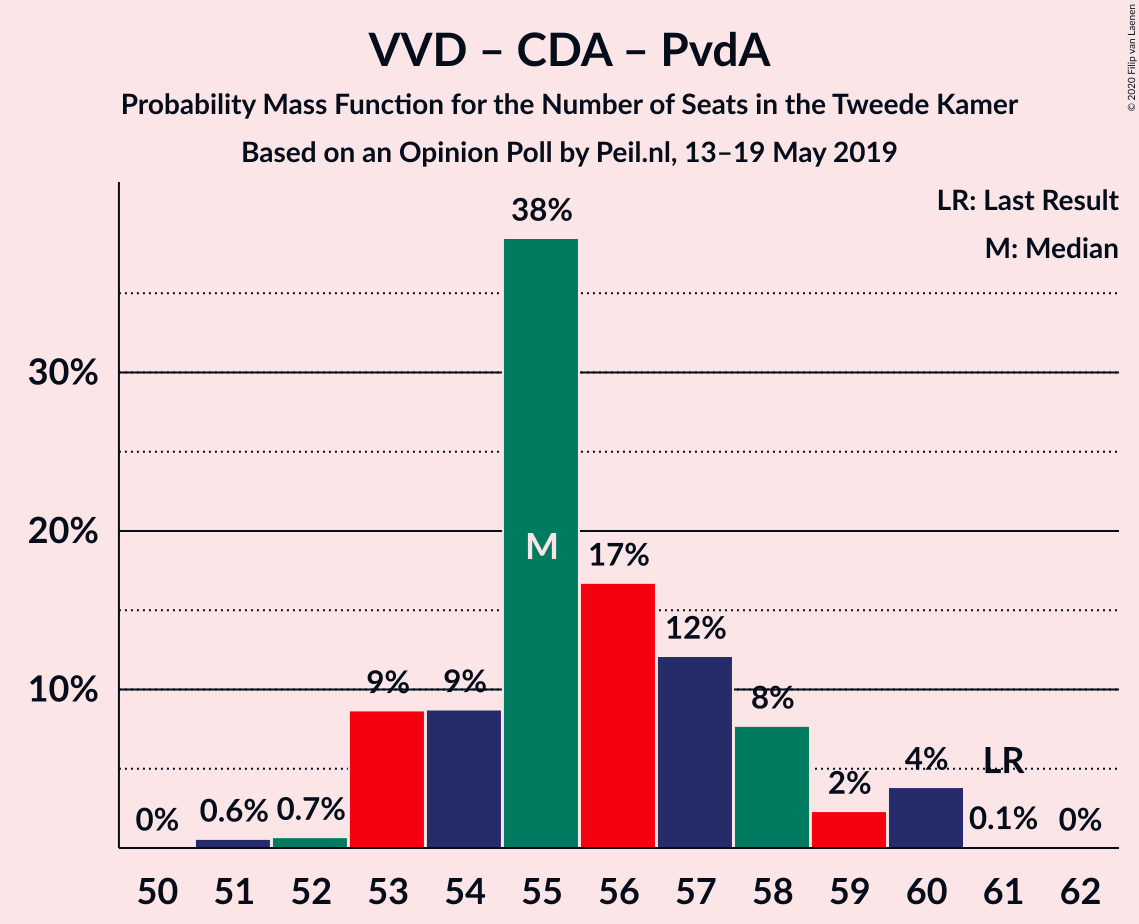 VVD – CDA – PvdA
Probability Mass Function for the Number of Seats in the Tweede Kamer
Based on an Opinion Poll by Peil.nl, 13–19 May 2019
© 2020 Filip van Laenen
LR: Last Result
M: Median
38%
30%
20%
M
17%
12%
10%
9%
9%
8%
LR
4%
2%
0%
0.6%
0.7%
0.1%
0%
50 51 52 53 54 55 56 57 58 59 60 61 62